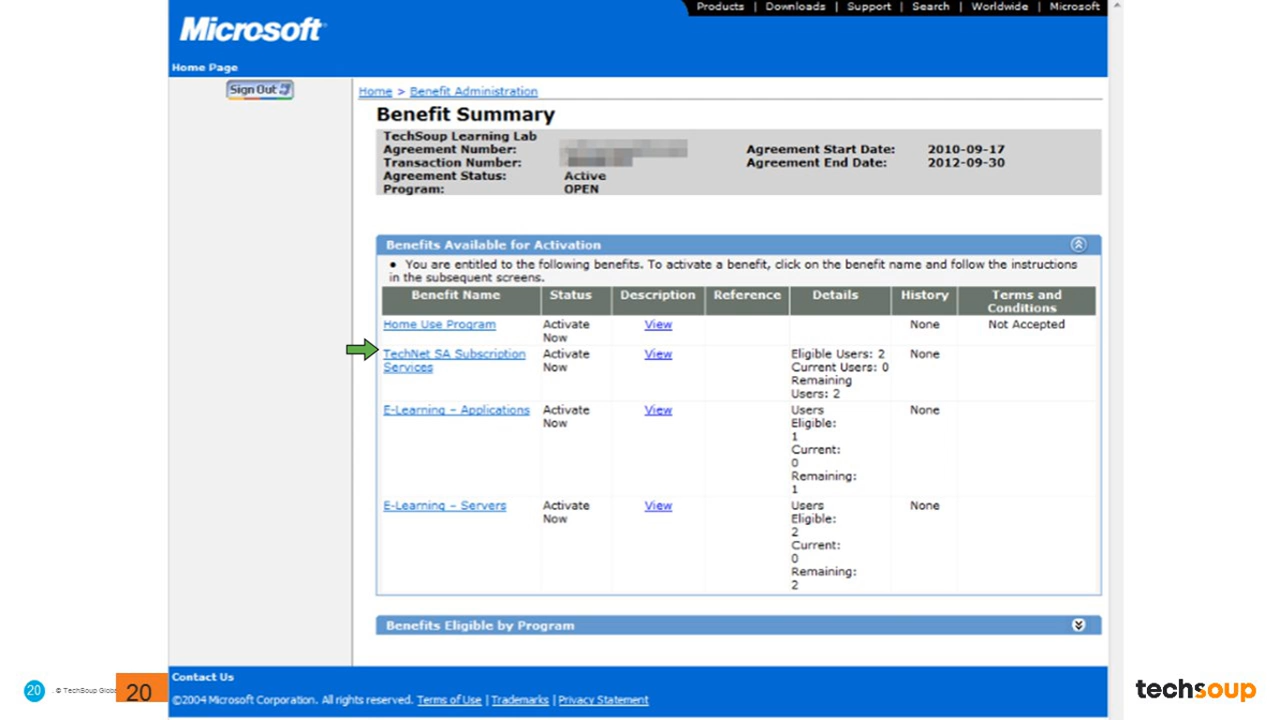 Products | Downloads | Support | Search | Worldwide | Microsoft
Microsoft
Home Page
Sign Out
Home > Benefit Administration
Benefit Summary
TechSoup Learning Lab
Agreement Number: Agreement Start Date: 2010-09-17
Transaction Number: Agreement End Date: 2012-09-30
Agreement Status: Active
Program: OPEN
Benefits Available for Activation
• You are entitled to the following benefits. To activate a benefit, click on the benefit name and follow the instructions
in the subsequent screens.
Benefit Name Status Description Reference Details History Terms and
Conditions
Home Use Program Activate View None Not Accepted
Now
TechNet SA Subscription Activate View Eligible Users: 2 None
Services Now Current Users: 0
Remaining
Users: 2
E-Learning – Applications Activate View Users None
Now Eligible:
1
Current:
0
Remaining:
1
E-Learning – Servers Activate View Users None
Now Eligible:
2
Current:
0
Remaining:
2
Benefits Eligible by Program
Contact Us
©2004 Microsoft Corporation. All rights reserved. Terms of Use | Trademarks | Privacy Statement
20 . © TechSoup Globa 20
techsoup